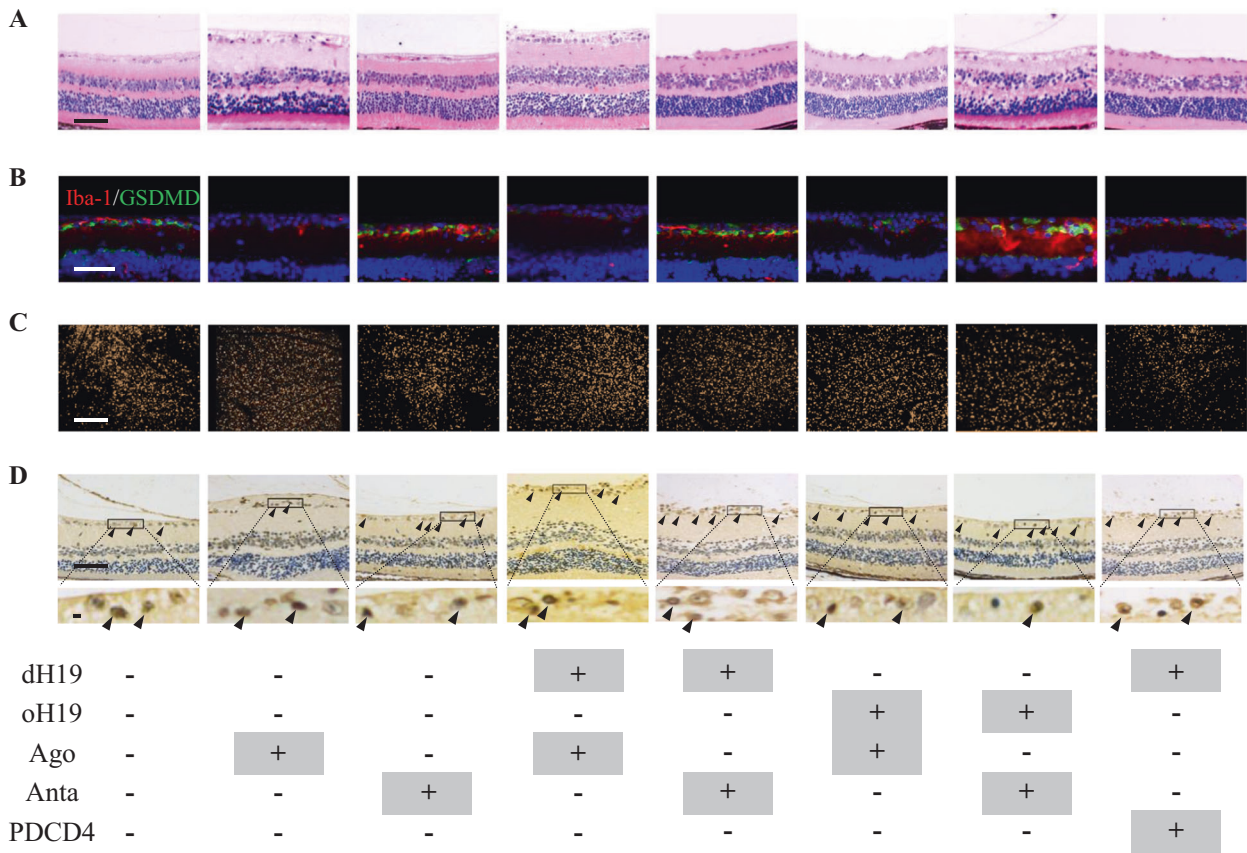 A
B
Iba-1/GSDMD
C
D
dH19 - - - + + - - +
oH19 - - - - - + + -
Ago - + - + - + - -
Anta - - + - + - + -
PDCD4 - - - - - - - +